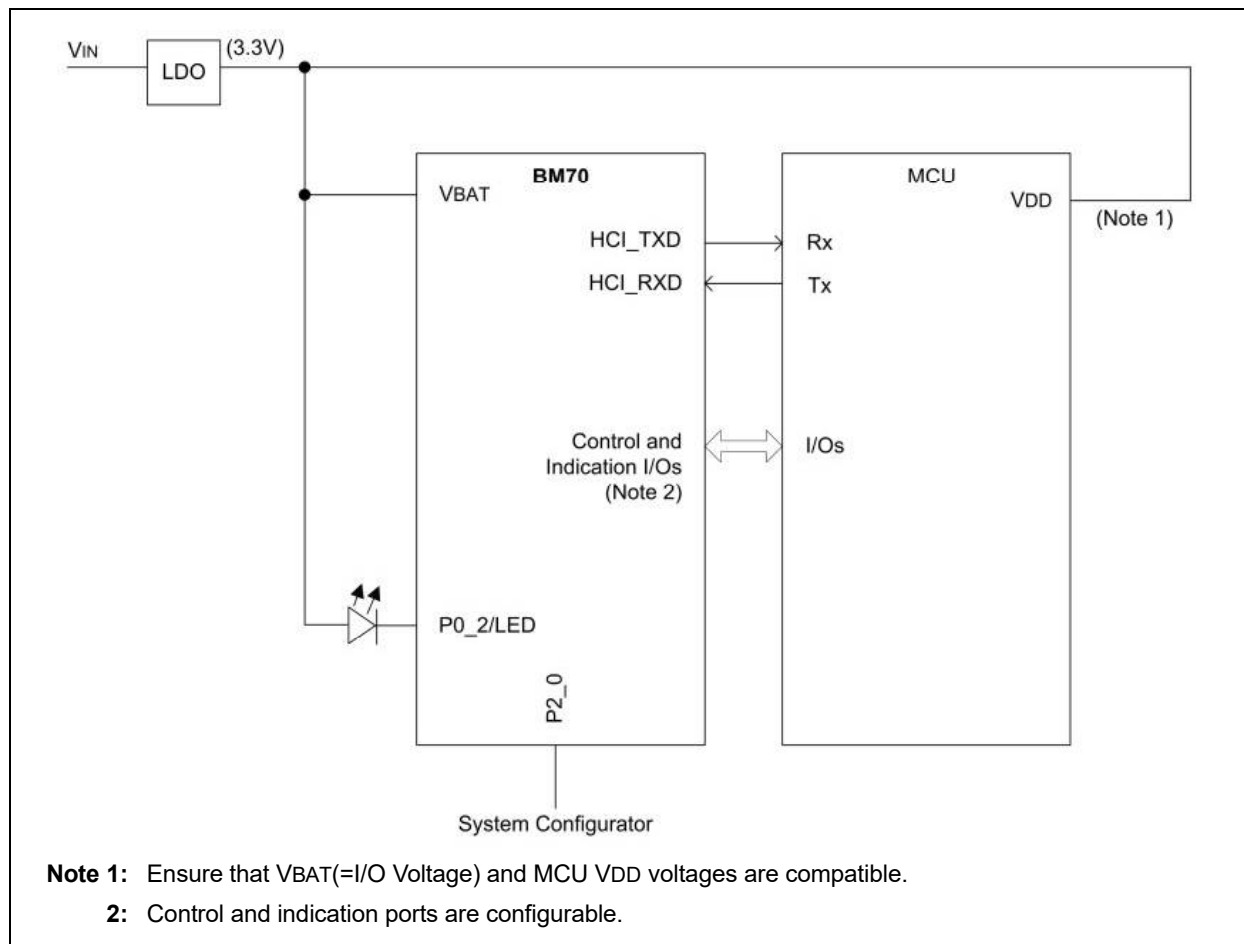 VIN
LDO
(3.3V)
BM70
MCU
VBAT
VDD
(Note 1)
HCI_TXD
Rx
HCI_RXD
Tx
Control and
Indication I/Os
(Note 2)
I/Os
P0_2/LED
P2_0
System Configurator
Note 1: Ensure that VBAT(=I/O Voltage) and MCU VDD voltages are compatible.
2: Control and indication ports are configurable.